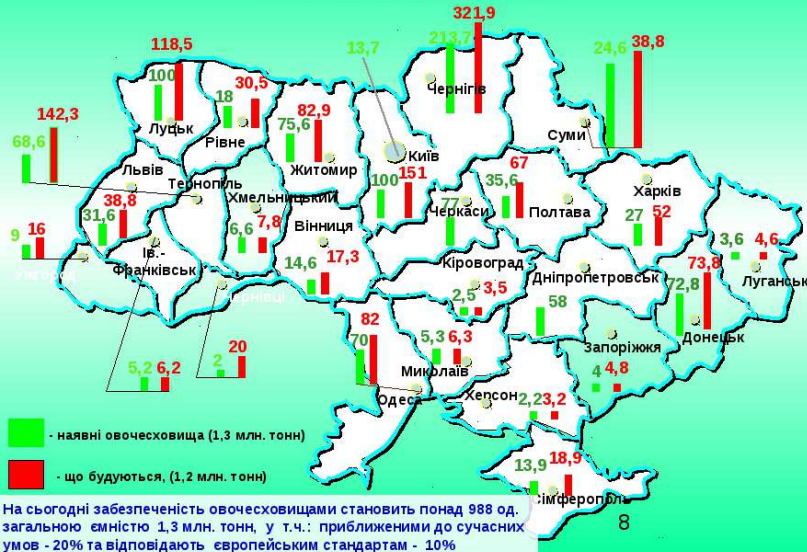 321,9
118,5
13,7
213,7
24,6
38,8
100
30,5
Чернігів
142,3
18
82,9
68,6
Луцьк
Рівне
75,6
Суми
Київ
Житомир
Львів
Тернопіль
100
151
67
Харків
38,8
Хмельницький
35,6
31,6
77
Черкаси
Полтава
9
16
6,6
7,8
Вінниця
27
52
Ів.-
Франківськ
14,6
17,3
Кіровоград
3,6
4,6
Дніпропетровськ
Луганськ
Чернівці
2,5
3,5
58
72,8
73,8
82
5,3
6,3
Запоріжжя
Донецьк
70
Миколаїв
5,2
6,2
2
20
4
4,8
Одеса
Херсон
2,2
3,2
- наявні овочесховища (1,3 млн. тонн)
13,9
18,9
- що будуються, (1,2 млн. тонн)
Сімферополь
8
На сьогодні забезпеченість овочесховищами становить понад 988 од.
загальною ємністю 1,3 млн. тонн, у т.ч.: приближеними до сучасних
умов - 20% та відповідають європейським стандартам - 10%